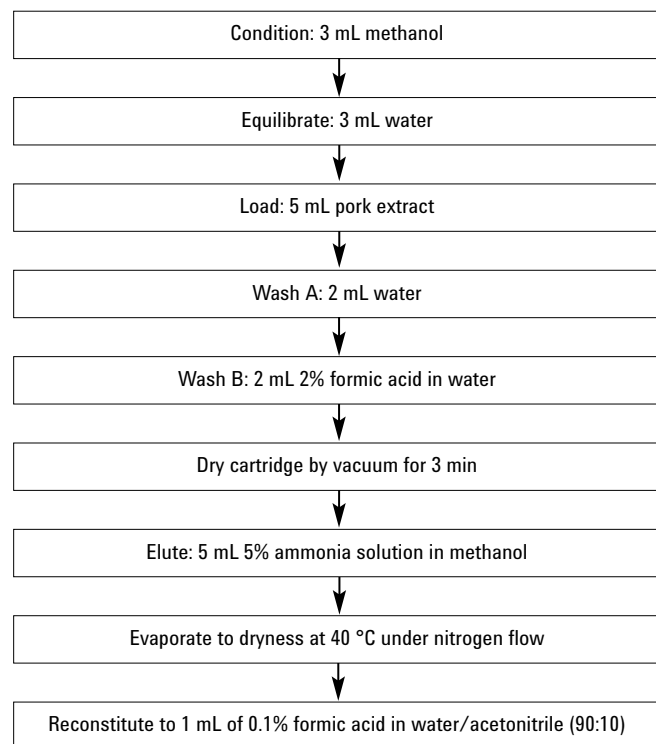 Condition: 3 mL methanol
Equilibrate: 3 mL water
Load: 5 mL pork extract
Wash A: 2 mL water
Wash B: 2 mL 2% formic acid in water
Dry cartridge by vacuum for 3 min
Elute: 5 mL 5% ammonia solution in methanol
Evaporate to dryness at 40 °C under nitrogen flow
Reconstitute to 1 mL of 0.1% formic acid in water/acetonitrile (90:10)